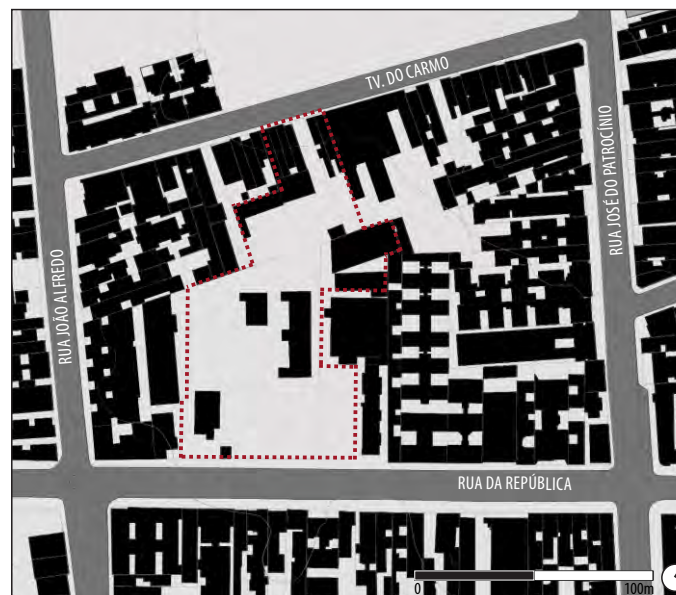 TV. DO CARMO
RUA JOSÉ DO PATROCÍNIO
RUA JOÃO ALFREDO
RUA DA REPÚBLICA
0 100m